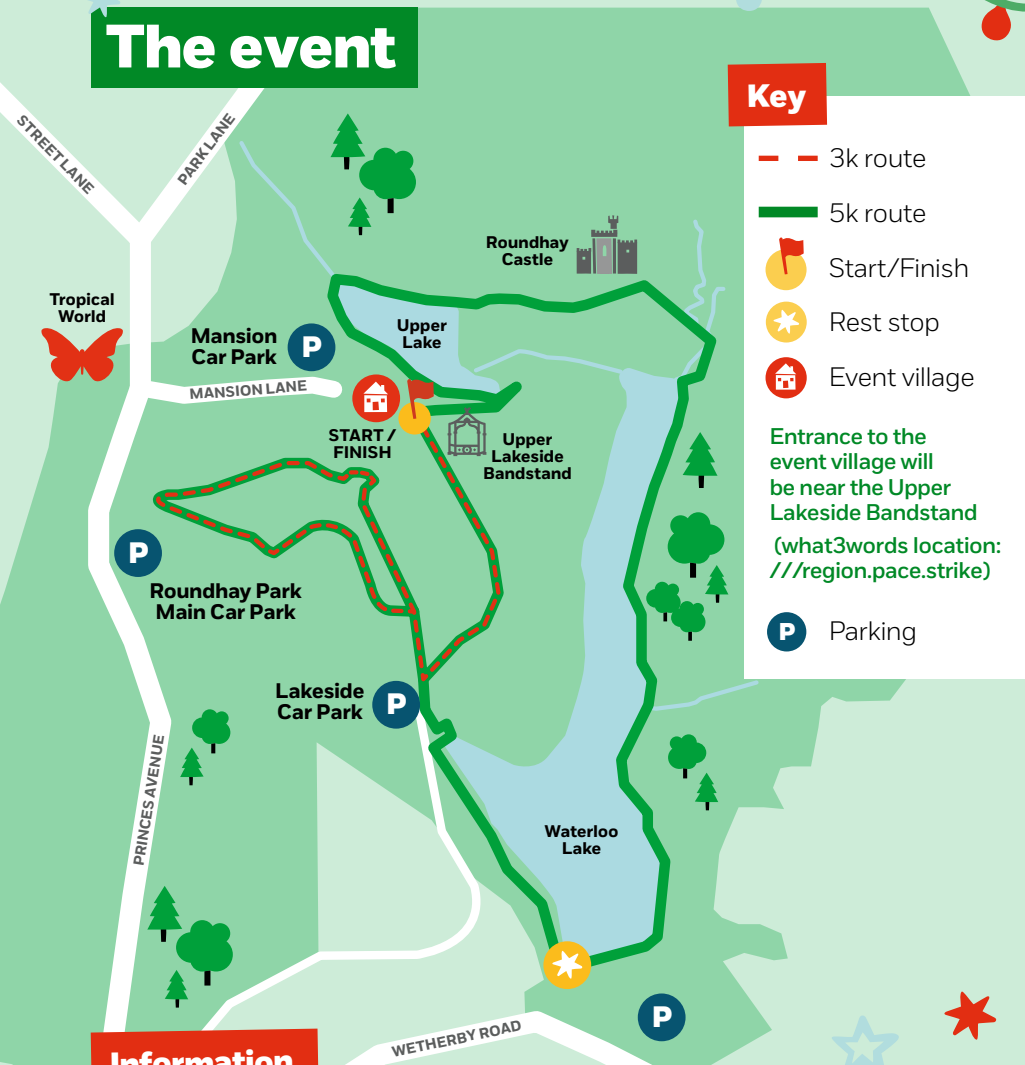 The event
Key
3k route
5k route
Start/Finish
Rest stop
Event village
Entrance to the
event village will
be near the Upper
Lakeside Bandstand
(what3words location:
///region.pace.strike)
P
Parking
STREET LANE
PARK LANE
Roundhay
Castle
Tropical
World
Upper
Lake
Mansion
Car Park
P
MANSION LANE
START /
FINISH
Upper
Lakeside
Bandstand
P
Roundhay Park
Main Car Park
Lakeside
Car Park
P
PRINCES AVENUE
Waterloo
Lake
P
WETHERBY ROAD
Information